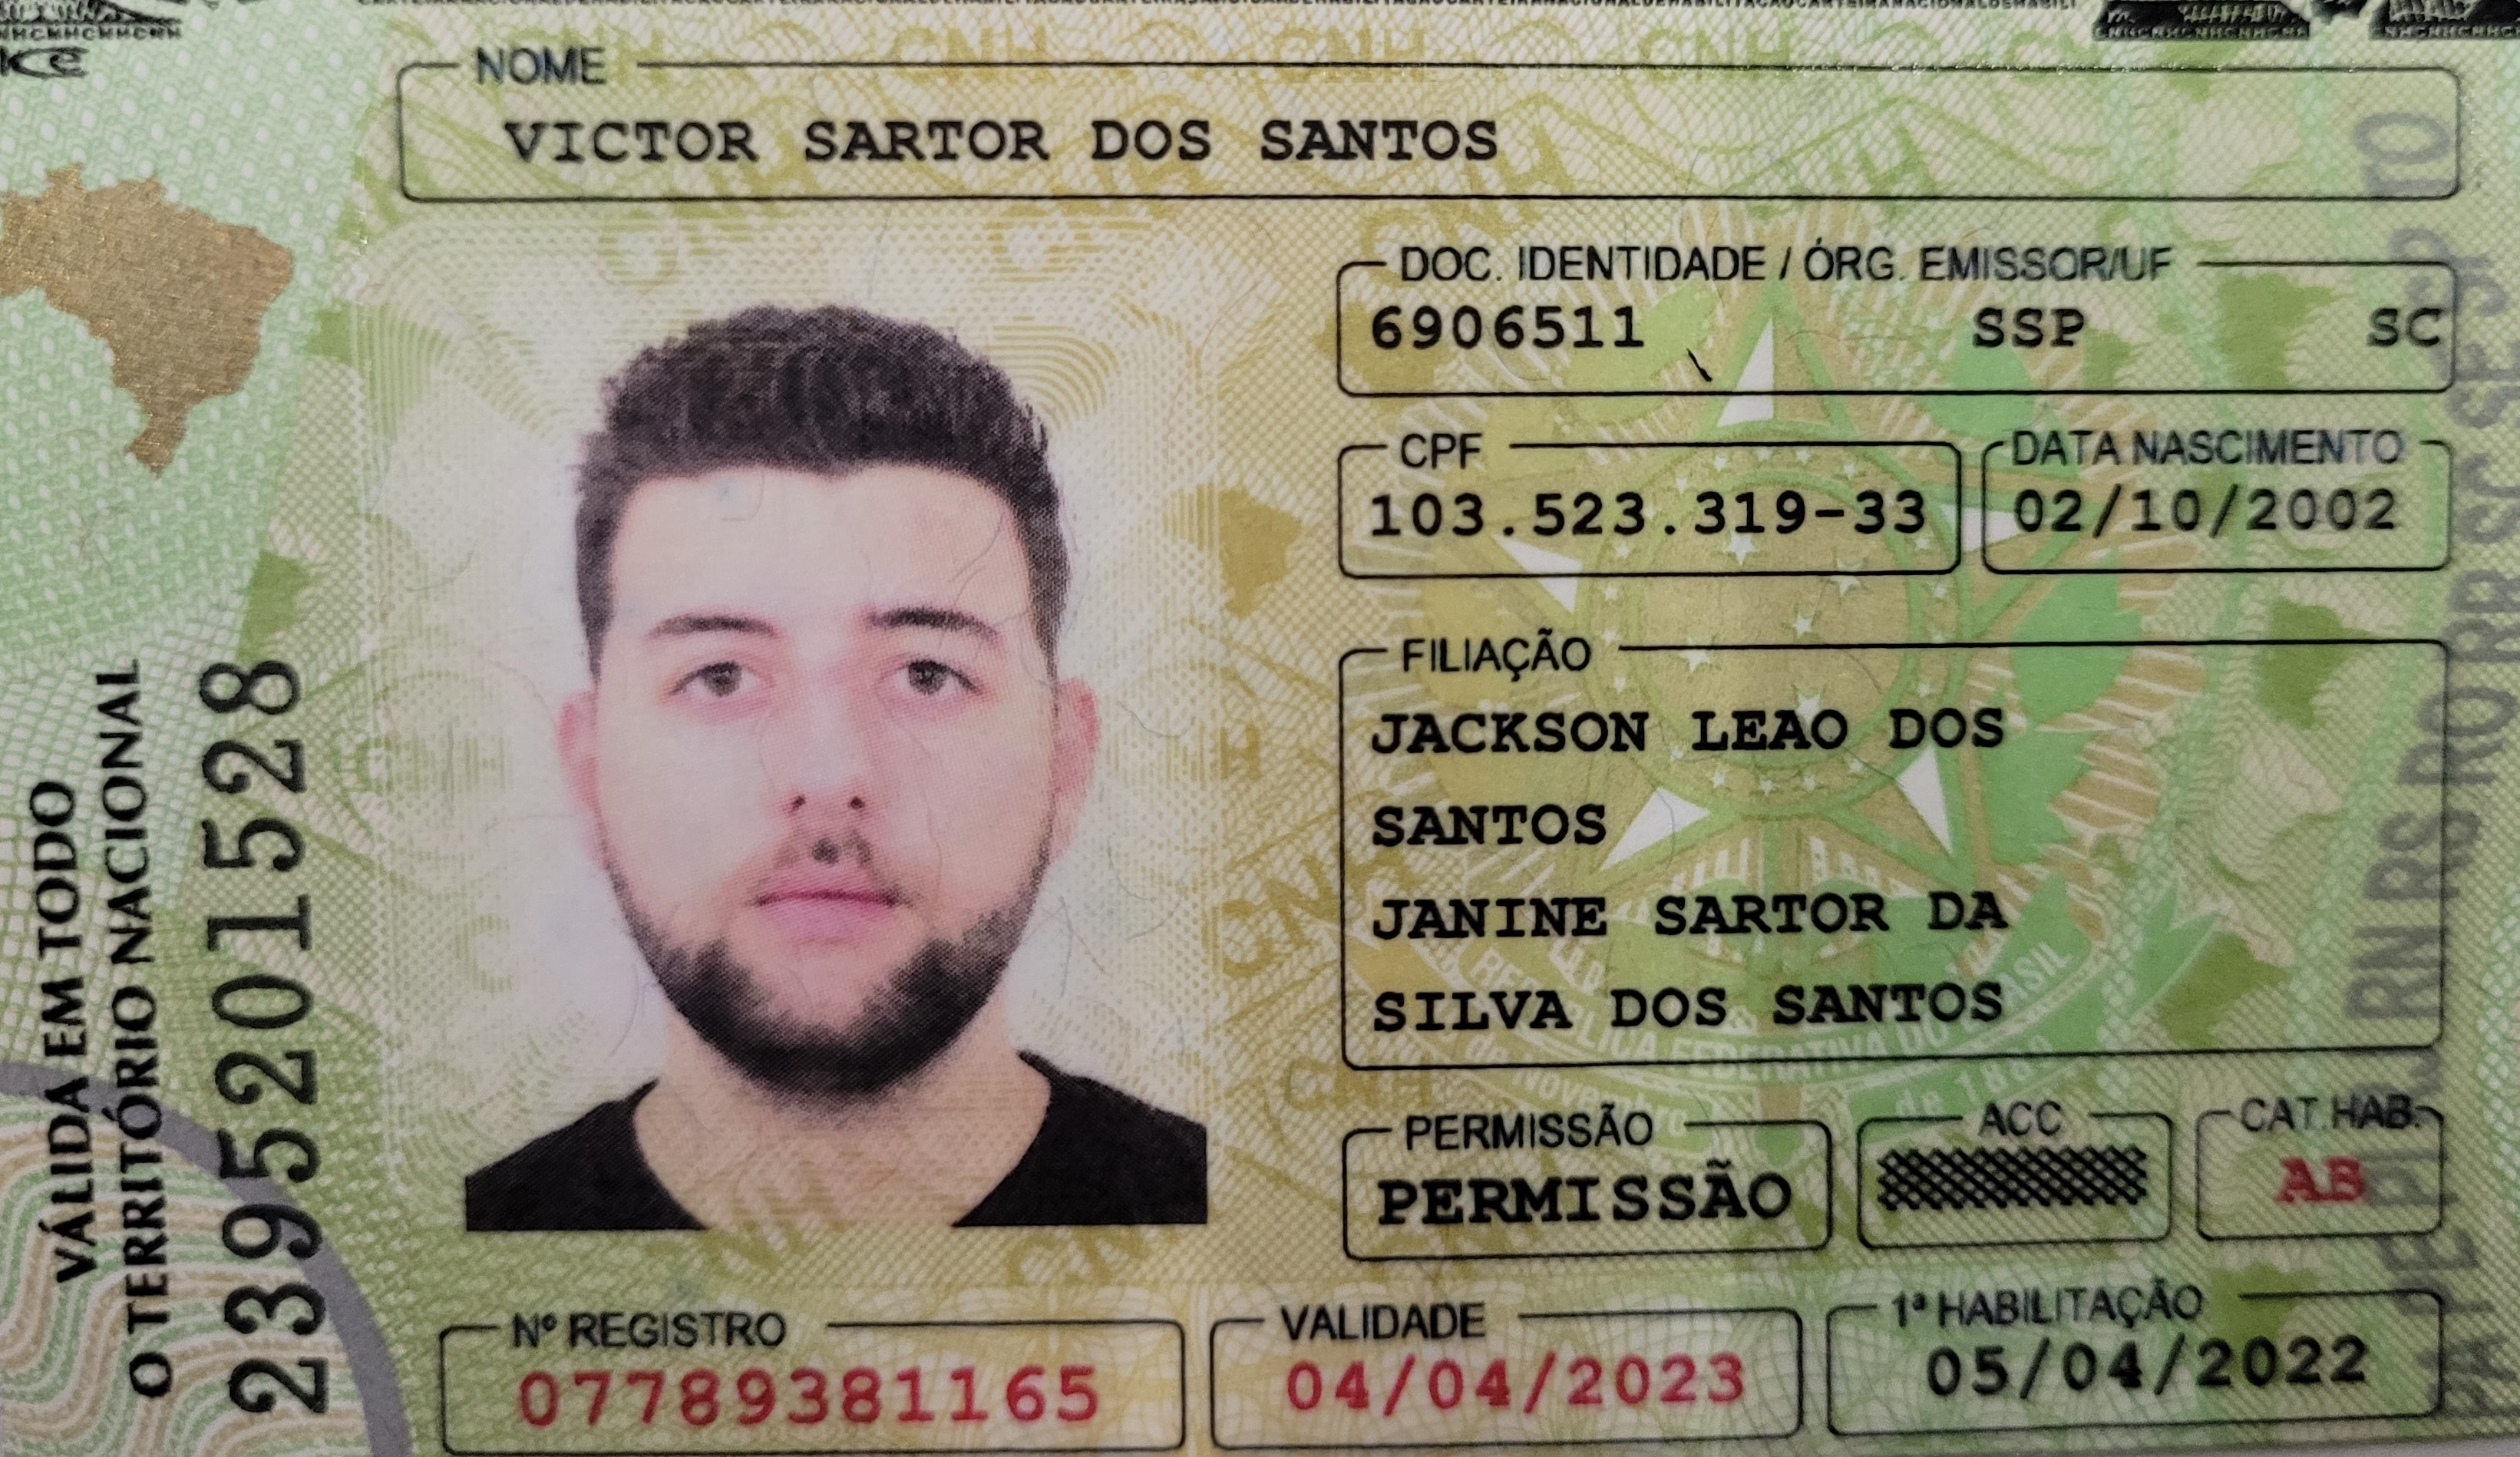 NOME
VICTOR SARTOR DOS SANTOS
DOC. IDENTIDADE / ÓRG. EMISSOR/UF
6906511 SSP SC
CPF
103.523.319-33
DATA NASCIMENTO
02/10/2002
FILIAÇÃO
JACKSON LEAO DOS
SANTOS
JANINE SARTOR DA
SILVA DOS SANTOS
PERMISSÃO
PERMISSÃO
ACC
CAT.HAB.
AB
Nº REGISTRO
07789381165
VALIDADE
04/04/2023
1ª HABILITAÇÃO
05/04/2022
VÁLIDA EM TODO
O TERRITÓRIO NACIONAL
2395201528